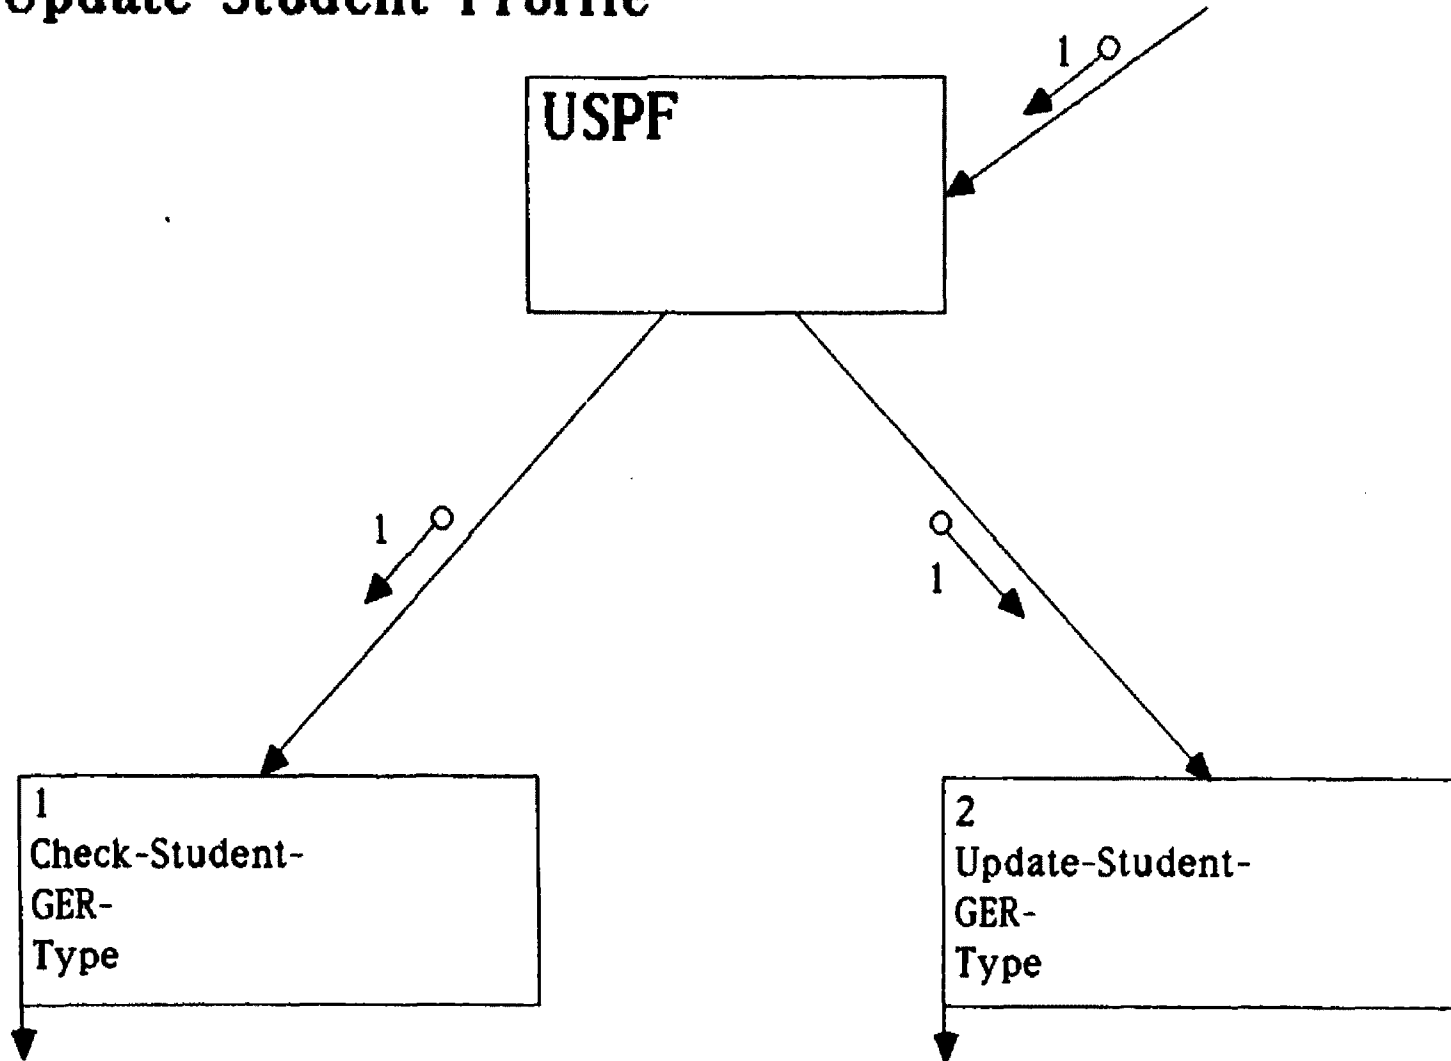 Update Student Profile
1
USPF
1
1
1
Check-Student-
GER-
Type
2
Update-Student-
GER-
Type